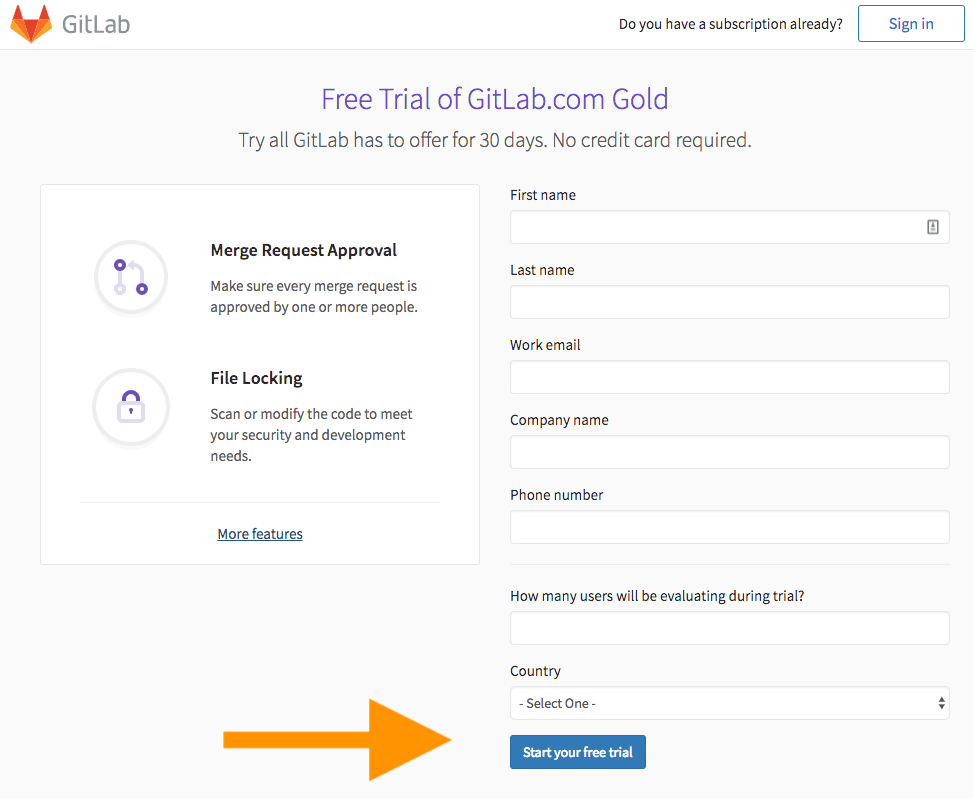 GitLab
Do you have a subscription already?
Sign in
Free Trial of GitLab.com Gold
Try all GitLab has to offer for 30 days. No credit card required.
Merge Request Approval
Make sure every merge request is
approved by one or more people.
File Locking
Scan or modify the code to meet
your security and development
needs.
More features
First name
Last name
Work email
Company name
Phone number
How many users will be evaluating during trial?
Country
- Select One -
Start your free trial